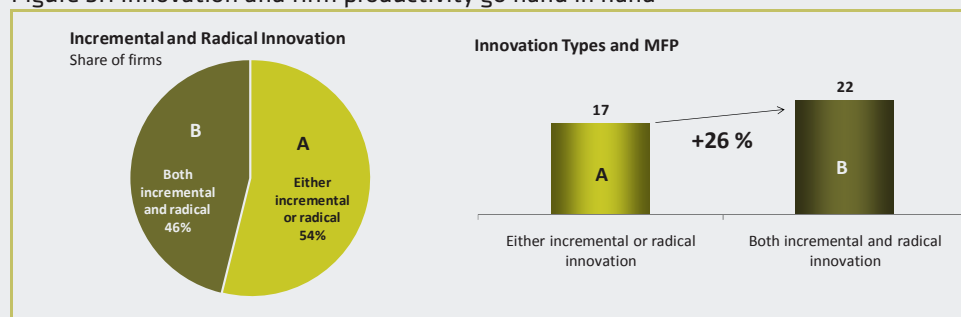 Incremental and Radical Innovation
Share of firms
B
Both
incremental
and radical
46%
A
Either
incremental
or radical
54%
Innovation Types and MFP
17
22
+26 %
A
B
Either incremental or radical
innovation
Both incremental and radical
innovation